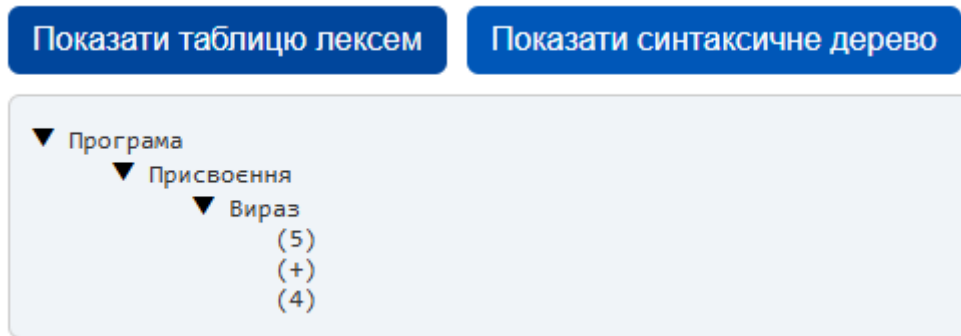 Показати таблицю лексем
Показати синтаксичне дерево
Програма
Присвоєння
Вираз
(5)
(+)
(4)